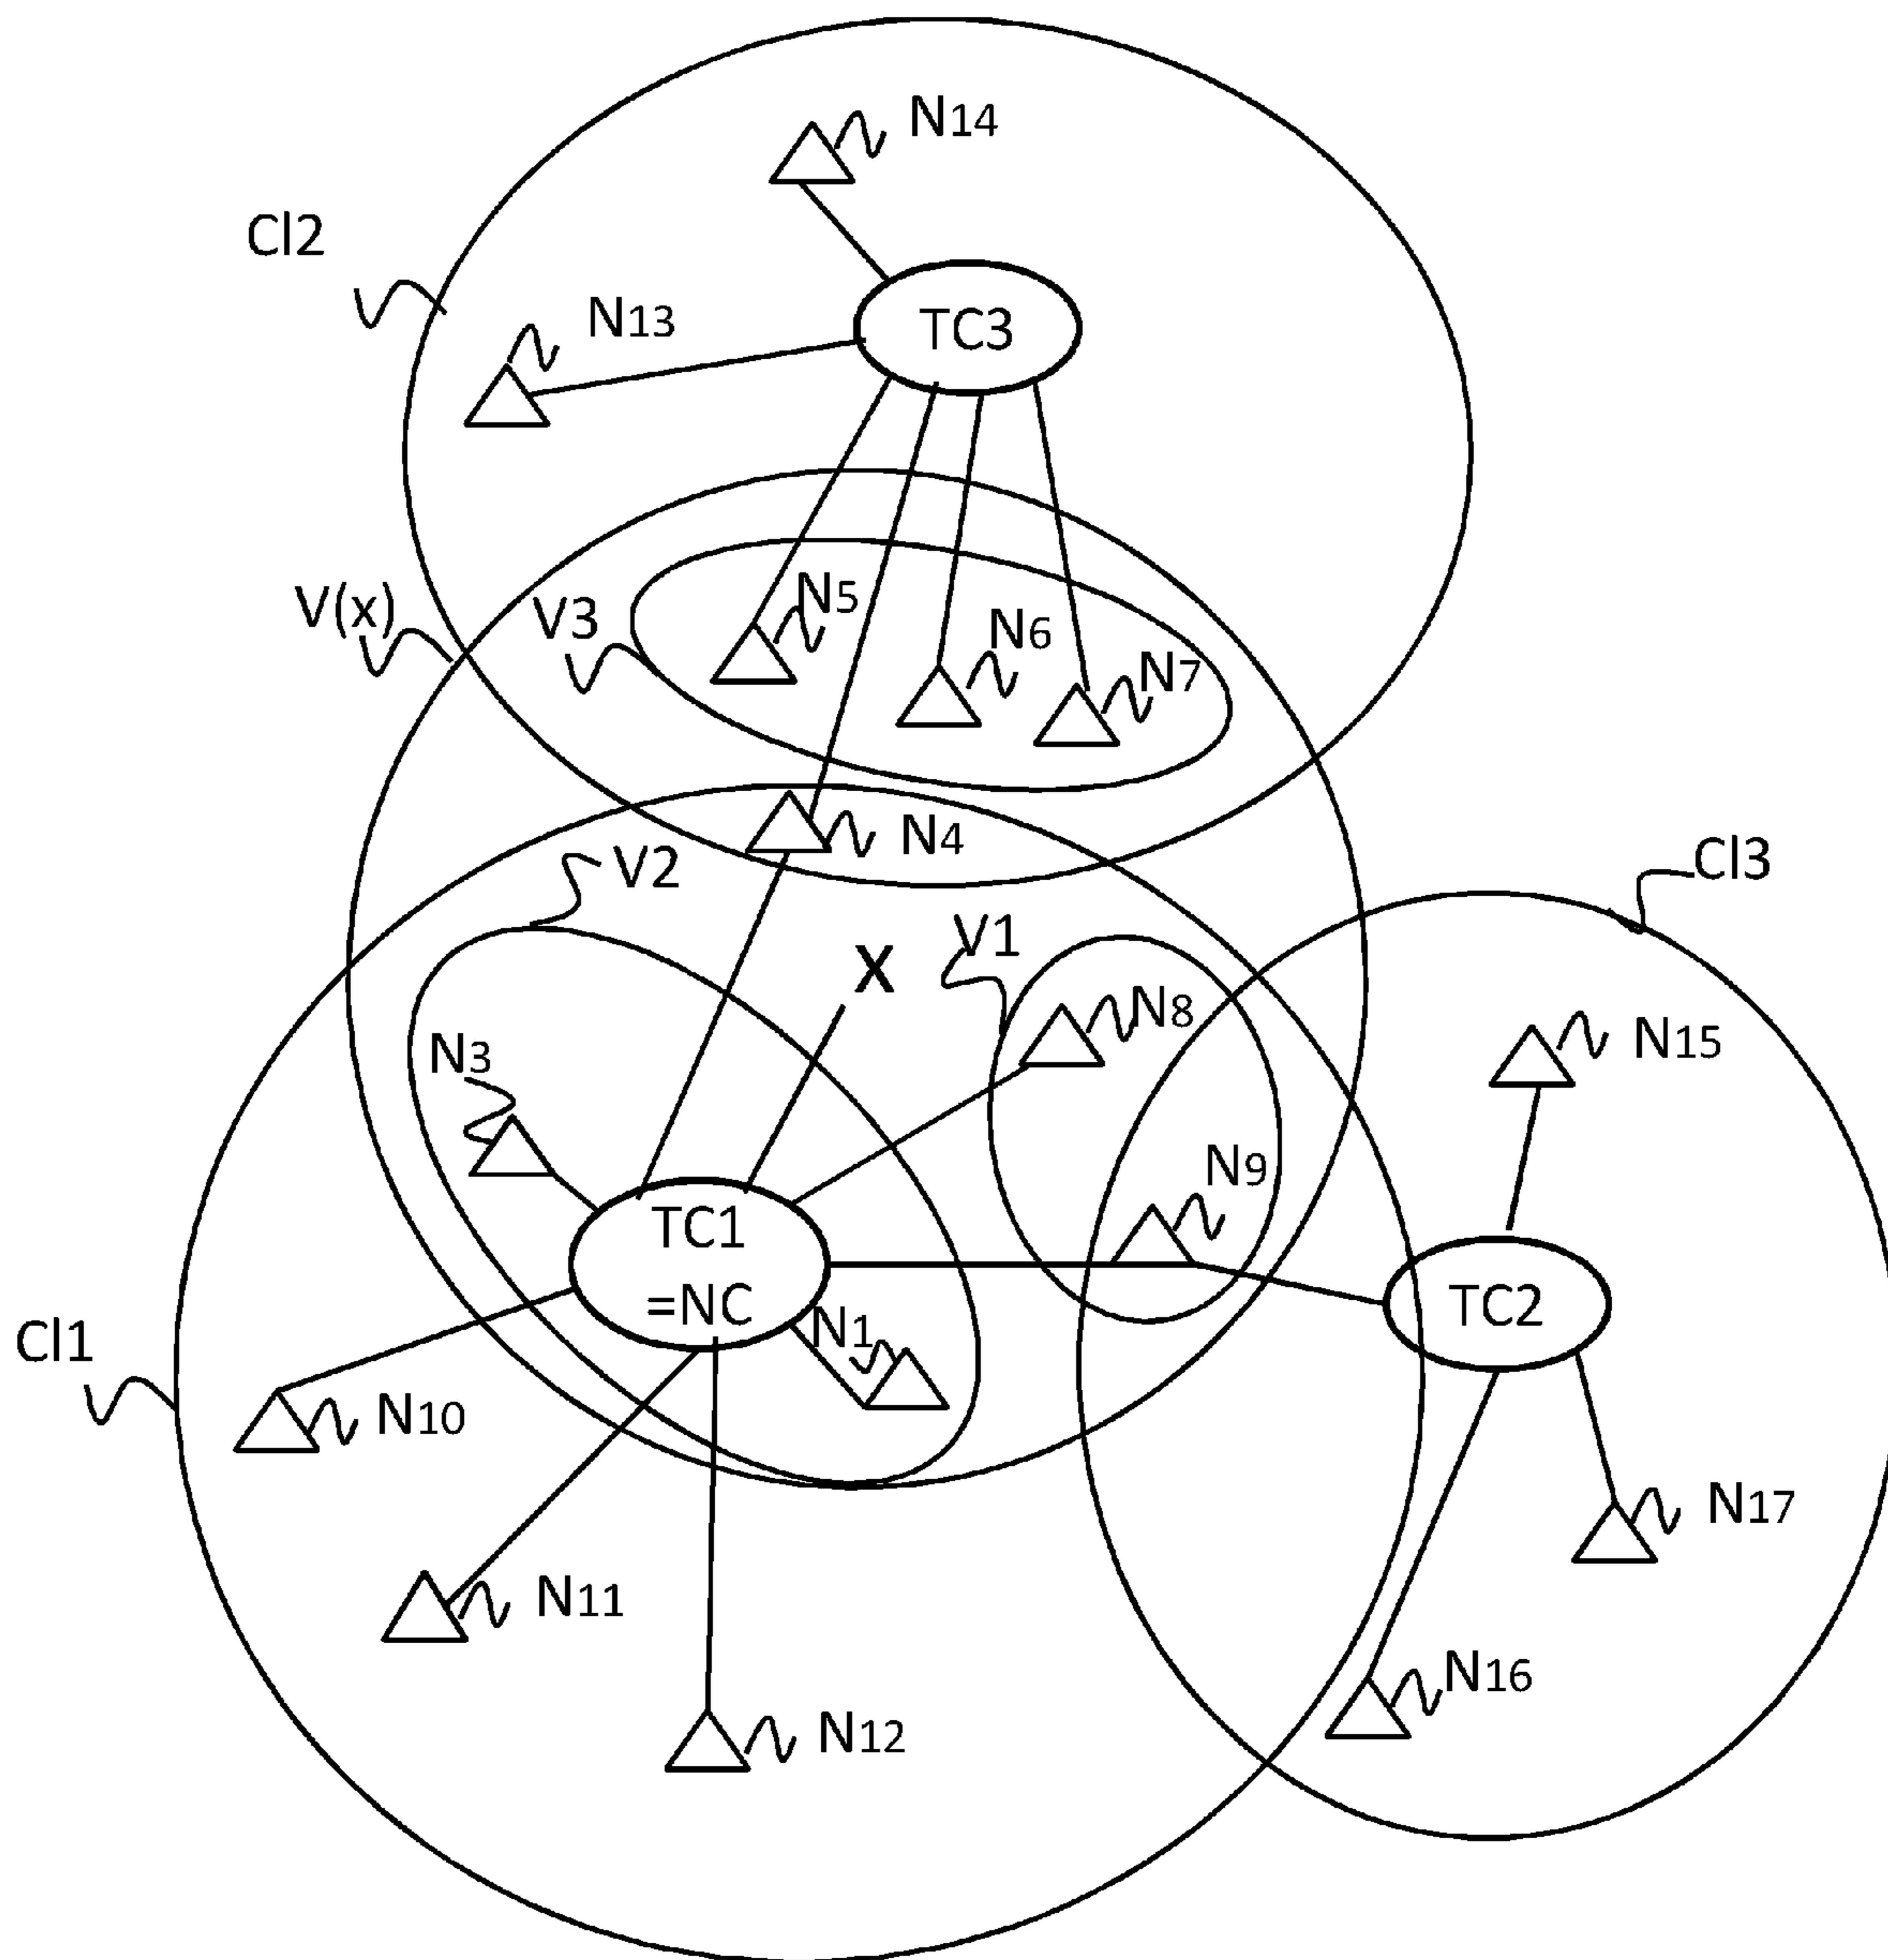 N14
Cl2
N13
TC3
V(x)
V3
N5
N6
N7
N4
V2
Cl3
V1
X
N8
N15
N3
N9
TC1
=NC
TC2
N1
Cl1
N10
N17
N11
N16
N12